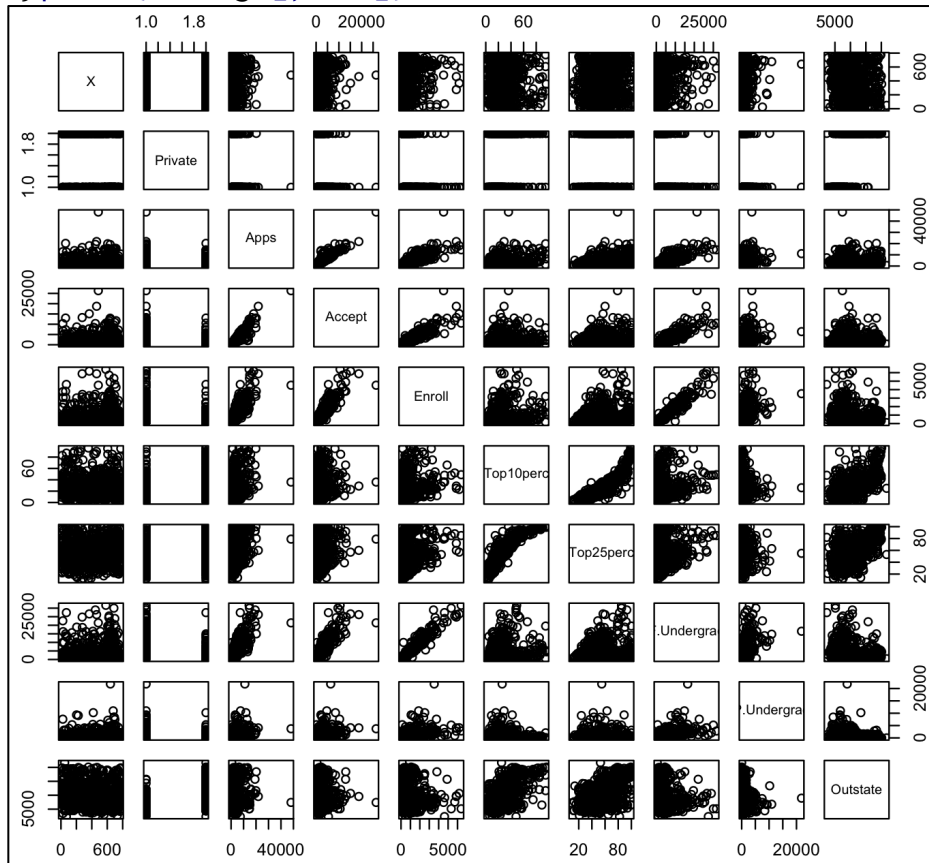 1.0 1.8 0 20000 0 60 0 25000 5000
X 0 600
1.0 1.8 Private
Apps 0 40000
0 25000 Accept
Enroll 0 5000
0 60 Top10perc
Top25perc 20 80
0 25000 F.Undergrad
P.Undergrad 0 20000
5000 Outstate
0 600 0 40000 0 5000 20 80 0 20000